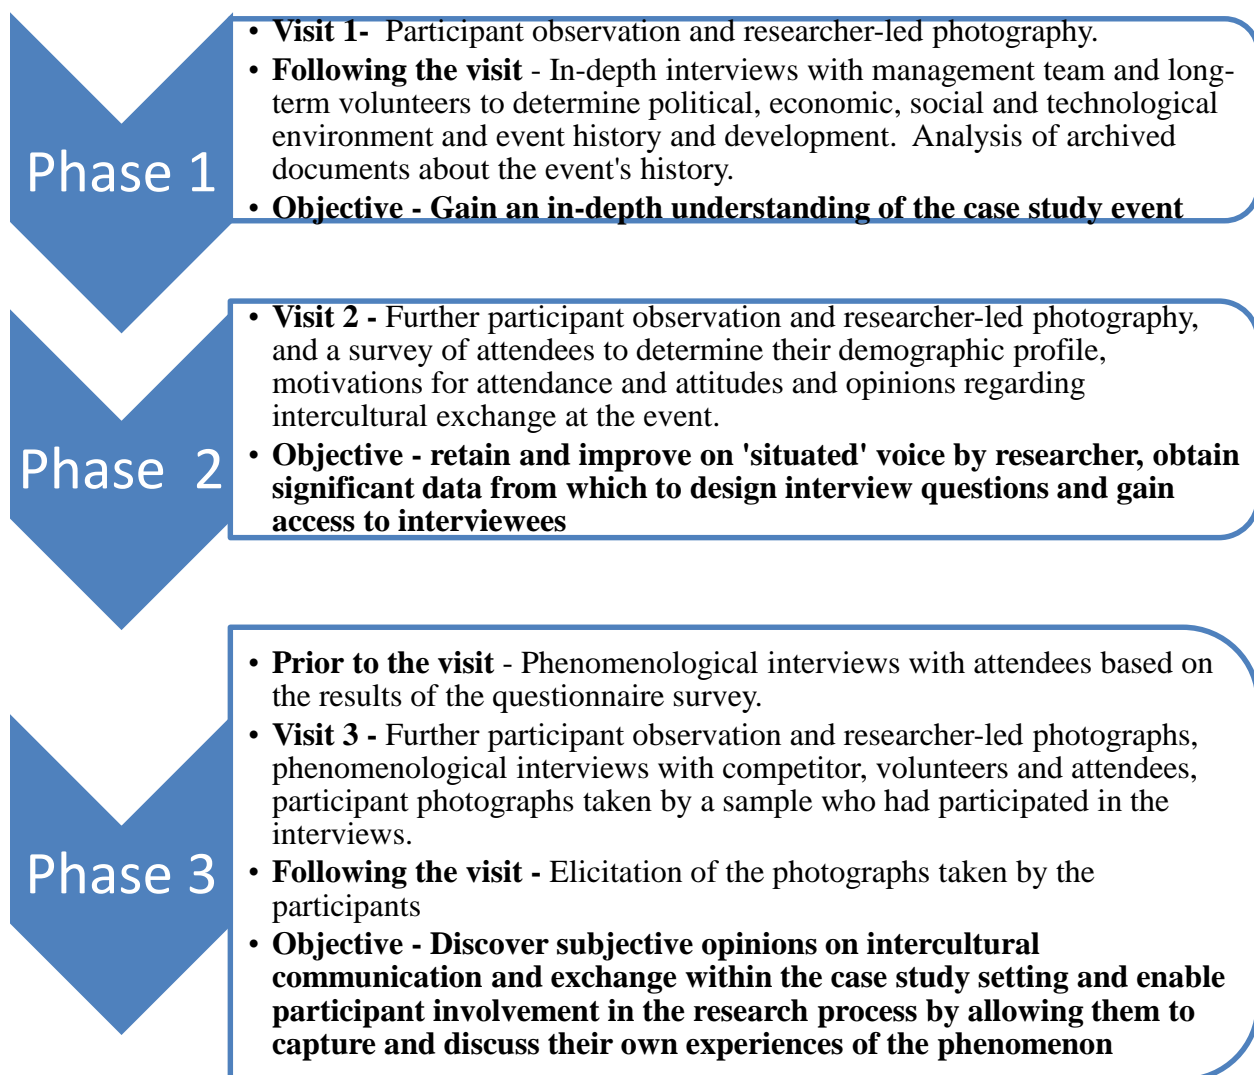 Phase 1
• Visit 1-  Participant observation and researcher-led photography.
• Following the visit - In-depth interviews with management team and long-
term volunteers to determine political, economic, social and technological
environment and event history and development.  Analysis of archived
documents about the event's history.
• Objective - Gain an in-depth understanding of the case study event
Phase  2
• Visit 2 - Further participant observation and researcher-led photography,
and a survey of attendees to determine their demographic profile,
motivations for attendance and attitudes and opinions regarding
intercultural exchange at the event.
• Objective - retain and improve on 'situated' voice by researcher, obtain
significant data from which to design interview questions and gain
access to interviewees
Phase 3
• Prior to the visit - Phenomenological interviews with attendees based on
the results of the questionnaire survey.
• Visit 3 - Further participant observation and researcher-led photographs,
phenomenological interviews with competitor, volunteers and attendees,
participant photographs taken by a sample who had participated in the
interviews.
• Following the visit - Elicitation of the photographs taken by the
participants
• Objective - Discover subjective opinions on intercultural
communication and exchange within the case study setting and enable
participant involvement in the research process by allowing them to
capture and discuss their own experiences of the phenomenon